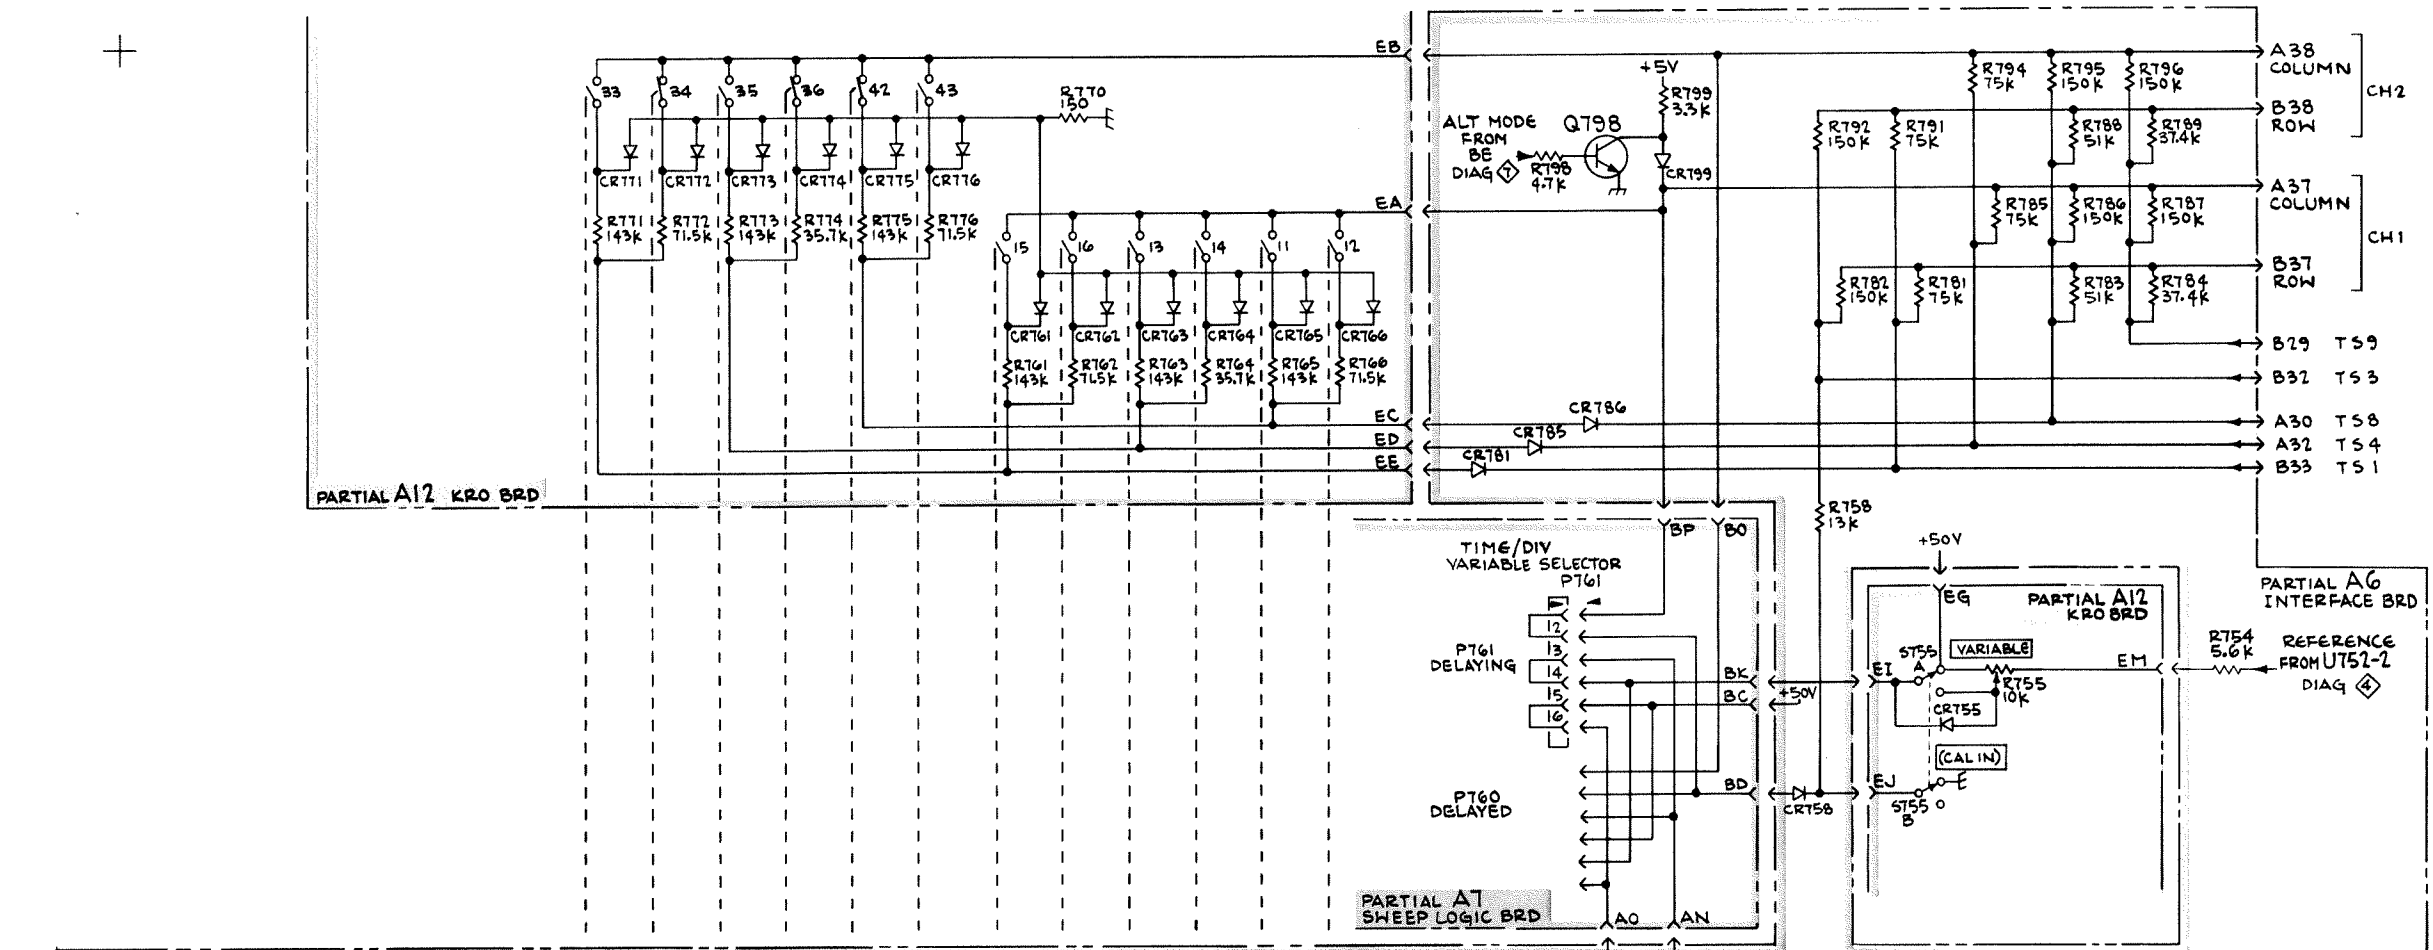 EB
A38
COLUMN
+5V
R794
75K
R795
150K
R796
150K
CH2
33
34
35
36
42
43
R770
150
R799
3.3K
B38
ROW
ALT MODE
FROM
BE
DIAG 7
Q798
R798
4.7K
CR799
R792
150K
R791
75K
R788
51K
R789
37.4K
CR771
CR772
CR773
CR774
CR775
CR776
EA
A37
COLUMN
R785
75K
R786
150K
R787
150K
CH1
R771
143K
R772
71.5K
R773
143K
R774
35.7K
R775
143K
R776
71.5K
15
16
13
14
11
12
B37
ROW
R782
150K
R781
75K
R783
51K
R784
37.4K
CR761
CR762
CR763
CR764
CR765
CR766
B29 TS9
R761
143K
R762
71.5K
R763
143K
R764
35.7K
R765
143K
R766
71.5K
B32 TS3
EC
CR786
A30 TS8
ED
CR785
A32 TS4
EE
CR781
B33 TS1
PARTIAL A12 KRO BRD
R758
13K
BP
BO
TIME/DIV
VARIABLE SELECTOR
P761
+50V
EG
PARTIAL A12
KRO BRD
PARTIAL A6
INTERFACE BRD
12
13
14
15
16
P761
DELAYING
BK
BC
+50V
EI
S755
A
VARIABLE
R755
10K
CR755
EM
R754
5.6K
REFERENCE
FROM U752-2
DIAG 4
(CAL IN)
P760
DELAYED
BD
CR758
EJ
S755
B
PARTIAL A7
SWEEP LOGIC BRD
AO
AN